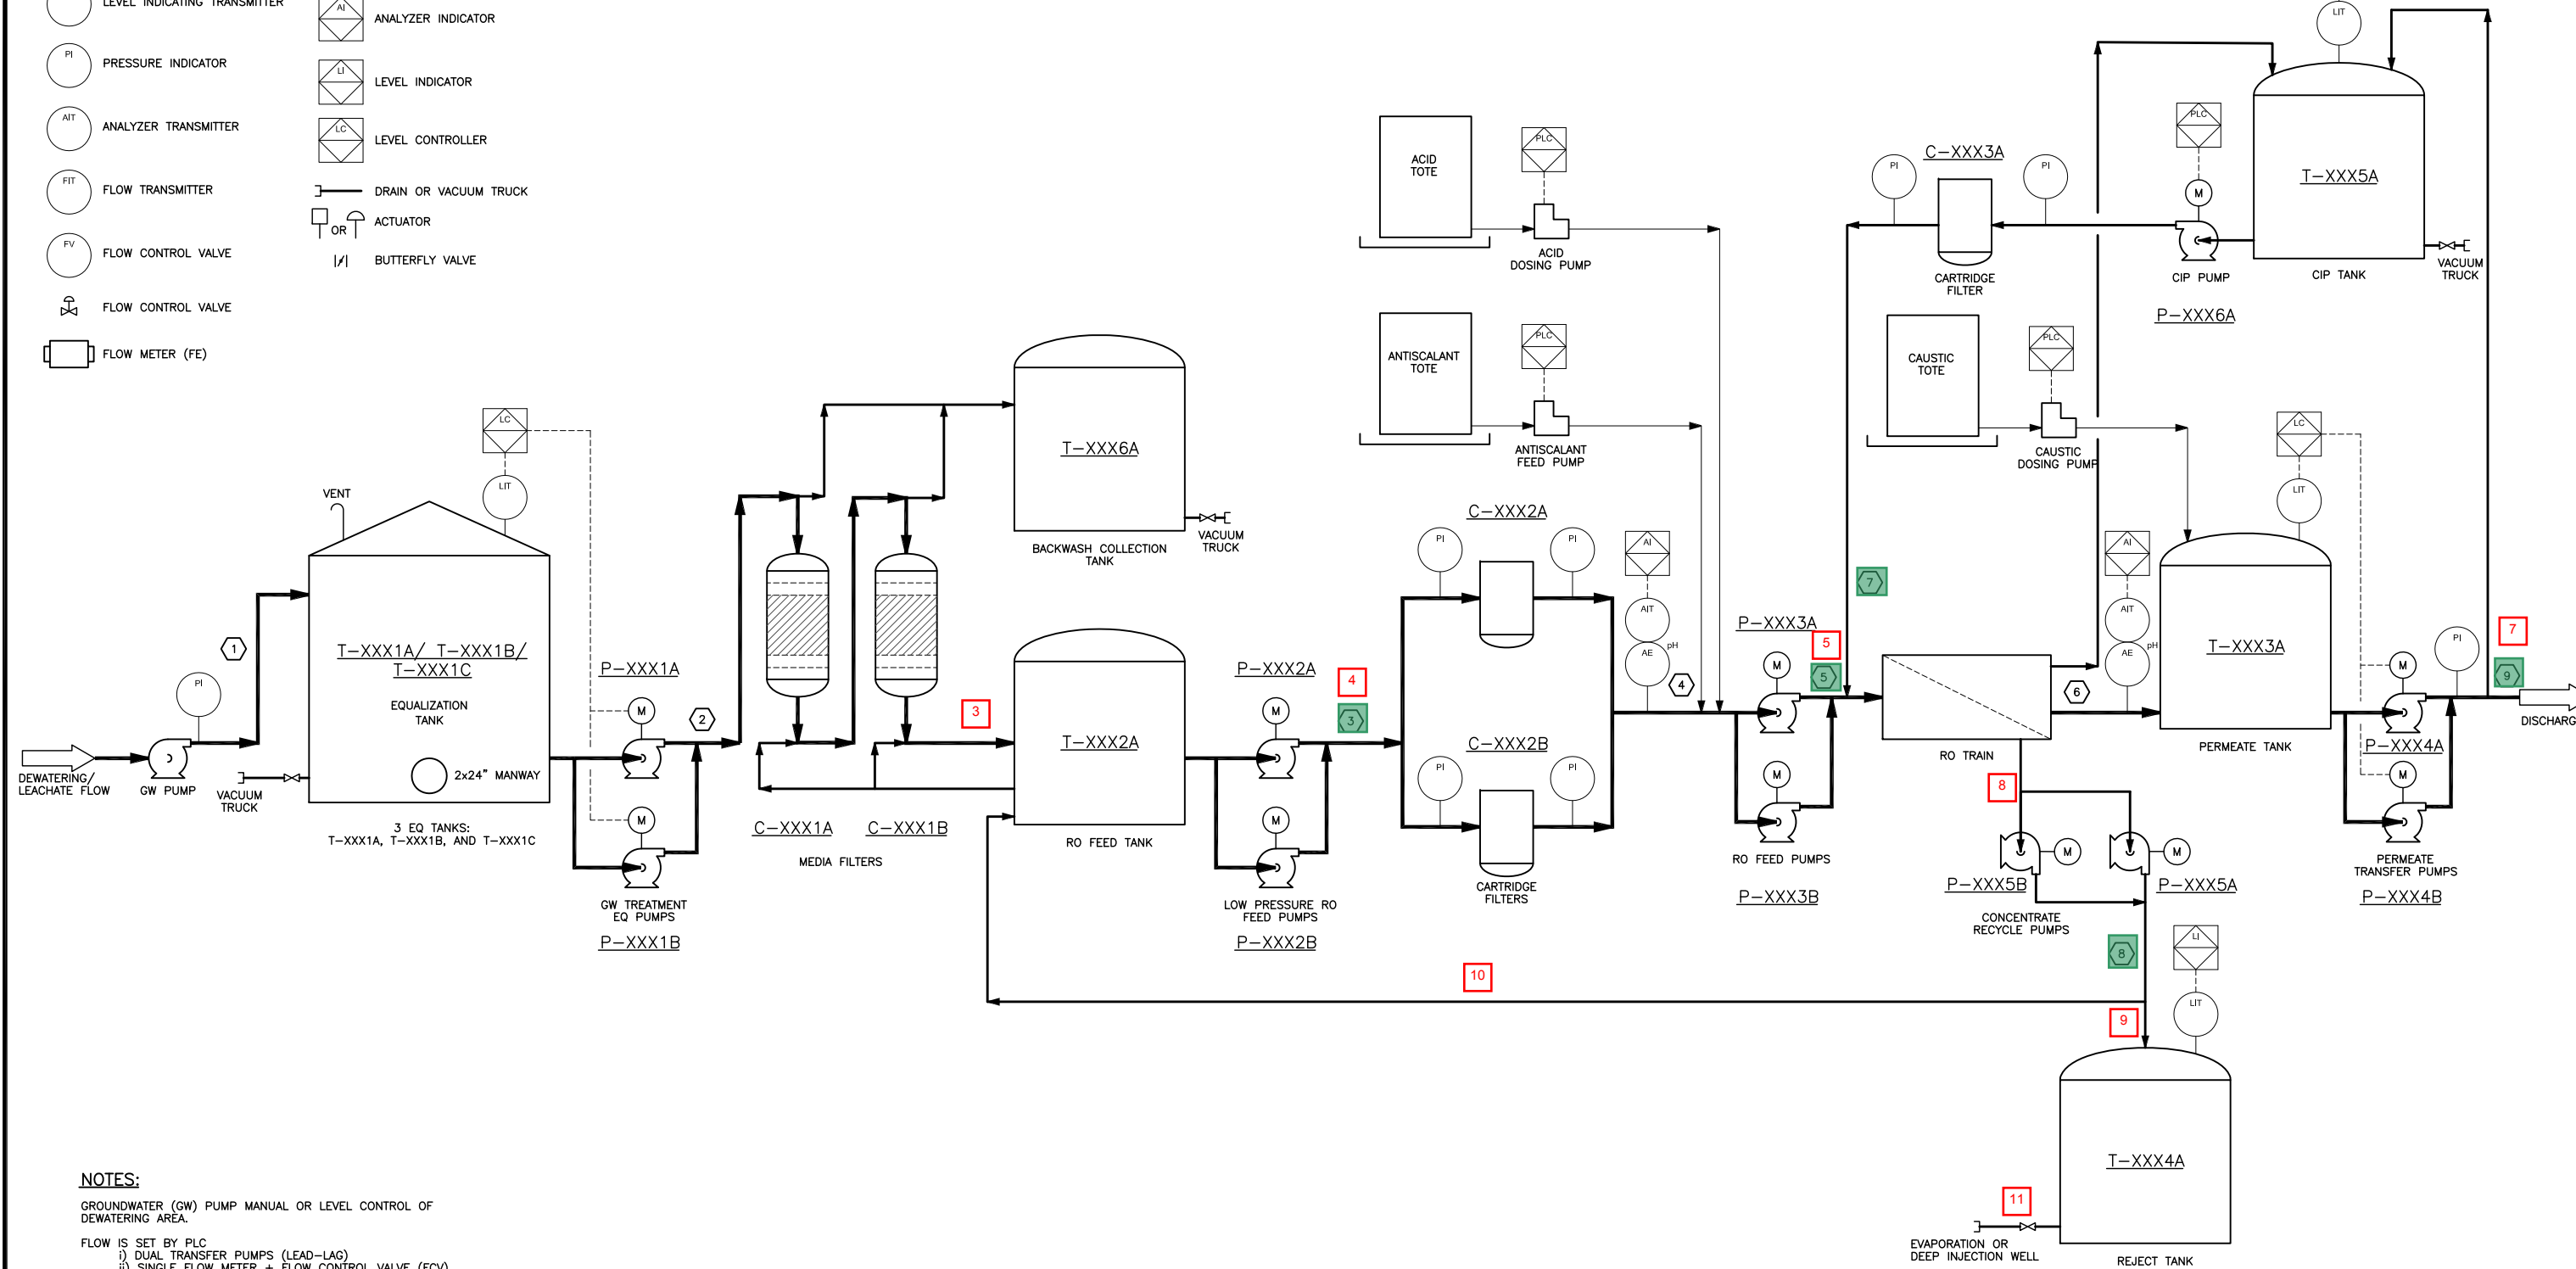 LEVEL INDICATING TRANSMITTER
PI
PRESSURE INDICATOR
AIT
ANALYZER TRANSMITTER
FIT
FLOW TRANSMITTER
FV
FLOW CONTROL VALVE
FLOW CONTROL VALVE
FLOW METER (FE)
AI
ANALYZER INDICATOR
LI
LEVEL INDICATOR
LC
LEVEL CONTROLLER
DRAIN OR VACUUM TRUCK
OR
ACTUATOR
BUTTERFLY VALVE
DEWATERING/
LEACHATE FLOW
GW PUMP
PI
1
VENT
LC
LIT
T-XXX1A/ T-XXX1B/
T-XXX1C
EQUALIZATION
TANK
2x24" MANWAY
VACUUM
TRUCK
3 EQ TANKS:
T-XXX1A, T-XXX1B, AND T-XXX1C
P-XXX1A
M
2
M
GW TREATMENT
EQ PUMPS
P-XXX1B
C-XXX1A
C-XXX1B
MEDIA FILTERS
3
T-XXX6A
BACKWASH COLLECTION
TANK
VACUUM
TRUCK
T-XXX2A
RO FEED TANK
P-XXX2A
M
4
3
M
LOW PRESSURE RO
FEED PUMPS
P-XXX2B
ACID
TOTE
PLC
ACID
DOSING PUMP
ANTISCALANT
TOTE
PLC
ANTISCALANT
FEED PUMP
C-XXX2A
PI
PI
C-XXX2B
PI
PI
CARTRIDGE
FILTERS
AI
AIT
pH
AE
4
P-XXX3A
5
M
5
M
RO FEED PUMPS
P-XXX3B
7
PI
C-XXX3A
PI
CARTRIDGE
FILTER
PLC
M
CIP PUMP
P-XXX6A
LIT
T-XXX5A
CIP TANK
VACUUM
TRUCK
CAUSTIC
TOTE
PLC
CAUSTIC
DOSING PUMP
RO TRAIN
6
AI
AIT
pH
AE
LC
LIT
T-XXX3A
PERMEATE TANK
M
P-XXX4A
M
PERMEATE
TRANSFER PUMPS
P-XXX4B
PI
7
9
DISCHARG
8
M
M
P-XXX5B
P-XXX5A
CONCENTRATE
RECYCLE PUMPS
8
LI
LIT
10
9
T-XXX4A
11
EVAPORATION OR
DEEP INJECTION WELL
REJECT TANK
NOTES:
GROUNDWATER (GW) PUMP MANUAL OR LEVEL CONTROL OF
DEWATERING AREA.
FLOW IS SET BY PLC
i) DUAL TRANSFER PUMPS (LEAD-LAG)
ii) SINGLE FLOW METER + FLOW CONTROL VALVE (FCV)